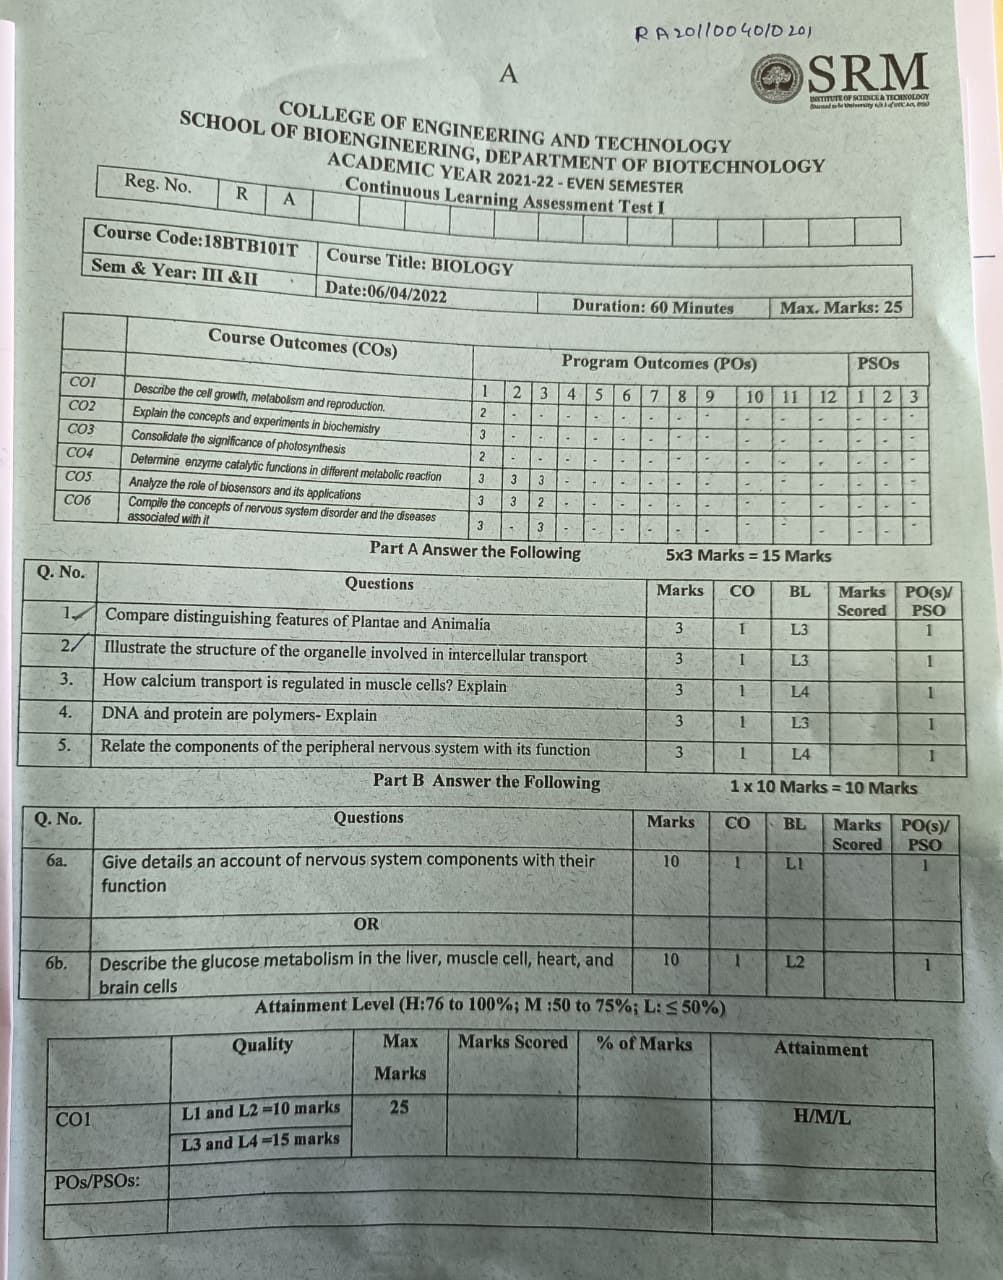 RA2011004010201
A
SRM
INSTITUTE OF SCIENCE & TECHNOLOGY
(Deemed to be University u/s 3 of UGC Act, 1956)
COLLEGE OF ENGINEERING AND TECHNOLOGY
SCHOOL OF BIOENGINEERING, DEPARTMENT OF BIOTECHNOLOGY
ACADEMIC YEAR 2021-22 - EVEN SEMESTER
Continuous Learning Assessment Test I
Reg. No. R A
Course Code:18BTB101T Course Title: BIOLOGY
Sem & Year: III &II Date:06/04/2022 Duration: 60 Minutes Max. Marks: 25
Course Outcomes (COs) Program Outcomes (POs) PSOs
1 2 3 4 5 6 7 8 9 10 11 12 1 2 3
CO1 Describe the cell growth, metabolism and reproduction. 2 - - - - - - - - - - - - - -
CO2 Explain the concepts and experiments in biochemistry 3 - - - - - - - - - - - - - -
CO3 Consolidate the significance of photosynthesis 2 - - - - - - - - - - - - - -
CO4 Determine enzyme catalytic functions in different metabolic reaction 3 3 3 - - - - - - - - - - - -
CO5 Analyze the role of biosensors and its applications 3 3 2 - - - - - - - - - - - -
CO6 Compile the concepts of nervous system disorder and the diseases
associated with it 3 - 3 - - - - - - - - - - - -
Part A Answer the Following 5x3 Marks = 15 Marks
Q. No. Questions Marks CO BL Marks PO(s)/
Scored PSO
1. Compare distinguishing features of Plantae and Animalia 3 1 L3 1
2. Illustrate the structure of the organelle involved in intercellular transport 3 1 L3 1
3. How calcium transport is regulated in muscle cells? Explain 3 1 L4 1
4. DNA and protein are polymers- Explain 3 1 L3 1
5. Relate the components of the peripheral nervous system with its function 3 1 L4 1
Part B Answer the Following 1 x 10 Marks = 10 Marks
Q. No. Questions Marks CO BL Marks PO(s)/
Scored PSO
6a. Give details an account of nervous system components with their 10 1 L1 1
function
OR
6b. Describe the glucose metabolism in the liver, muscle cell, heart, and 10 1 L2 1
brain cells
Attainment Level (H:76 to 100%; M :50 to 75%; L: ≤ 50%)
Quality Max Marks Scored % of Marks Attainment
Marks
CO1 L1 and L2 =10 marks 25 H/M/L
L3 and L4 =15 marks
POs/PSOs: